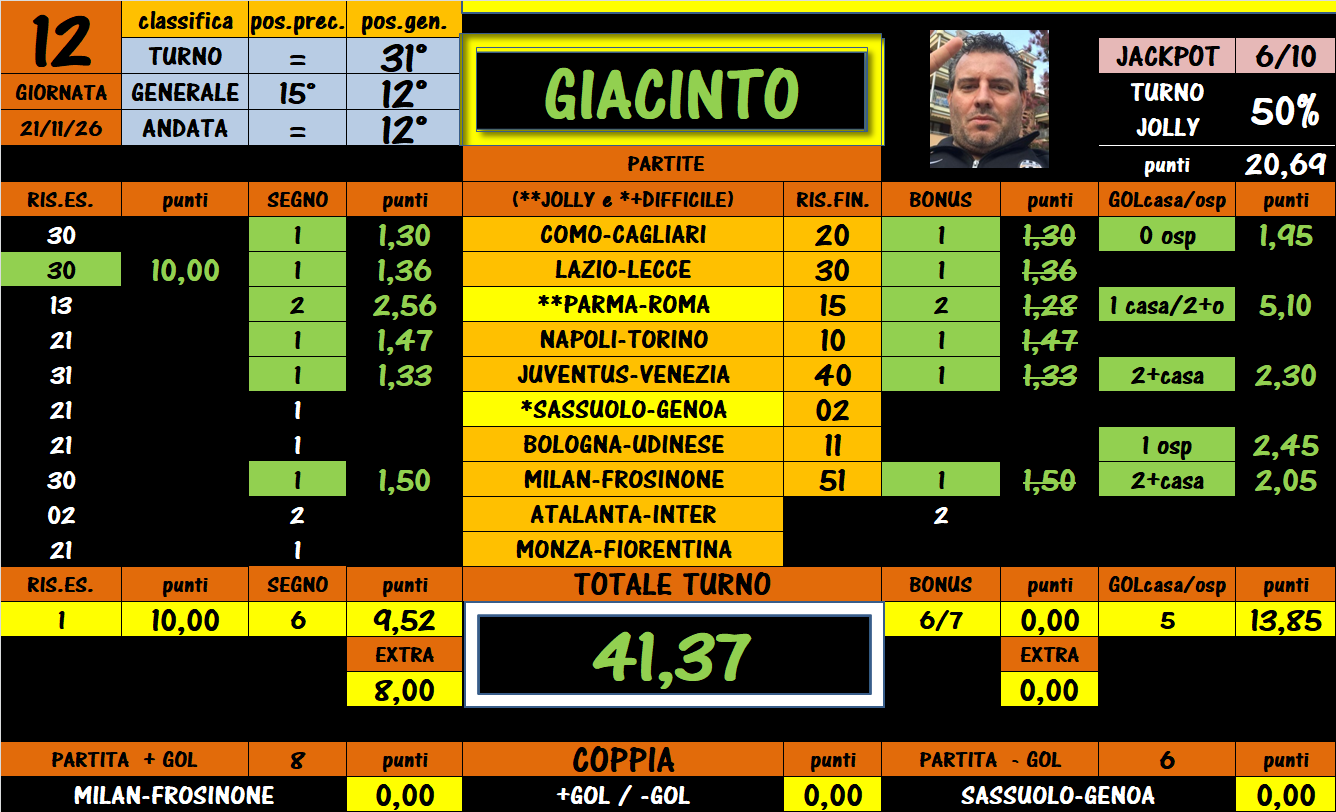 12 classifica pos.prec. pos.gen.
TURNO = 31°
GIORNATA GENERALE 15° 12°
21/11/26 ANDATA = 12°
GIACINTO
JACKPOT 6/10
TURNO
JOLLY
50%
punti 20,69
PARTITE
RIS.ES. punti SEGNO punti (**JOLLY e *+DIFFICILE) RIS.FIN. BONUS punti GOLcasa/osp punti
30 1 1,30 COMO-CAGLIARI 20 1 1,30 0 osp 1,95
30 10,00 1 1,36 LAZIO-LECCE 30 1 1,36
13 2 2,56 **PARMA-ROMA 15 2 1,28 1 casa/2+o 5,10
21 1 1,47 NAPOLI-TORINO 10 1 1,47
31 1 1,33 JUVENTUS-VENEZIA 40 1 1,33 2+casa 2,30
21 1 *SASSUOLO-GENOA 02
21 1 BOLOGNA-UDINESE 11 1 osp 2,45
30 1 1,50 MILAN-FROSINONE 51 1 1,50 2+casa 2,05
02 2 ATALANTA-INTER 2
21 1 MONZA-FIORENTINA
RIS.ES. punti SEGNO punti TOTALE TURNO BONUS punti GOLcasa/osp punti
1 10,00 6 9,52 41,37 6/7 0,00 5 13,85
EXTRA EXTRA
8,00 0,00
PARTITA + GOL 8 punti COPPIA punti PARTITA - GOL 6 punti
MILAN-FROSINONE 0,00 +GOL / -GOL 0,00 SASSUOLO-GENOA 0,00